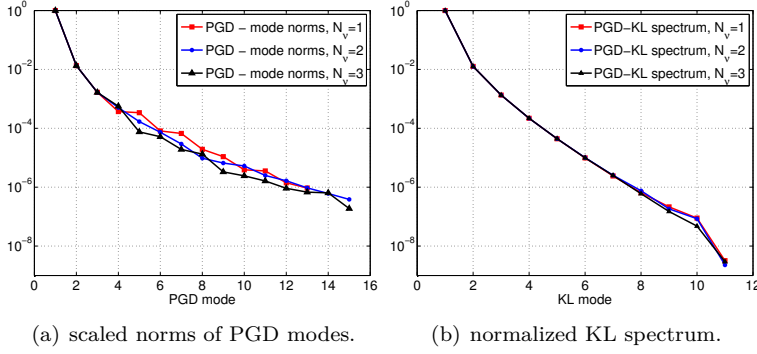 10^0
10^-2
10^-4
10^-6
10^-8
0 2 4 6 8 10 12 14 16
PGD mode
PGD − mode norms, N_ν=1
PGD − mode norms, N_ν=2
PGD − mode norms, N_ν=3
(a) scaled norms of PGD modes.
10^0
10^-2
10^-4
10^-6
10^-8
0 2 4 6 8 10 12
KL mode
PGD−KL spectrum, N_ν=1
PGD−KL spectrum, N_ν=2
PGD−KL spectrum, N_ν=3
(b) normalized KL spectrum.